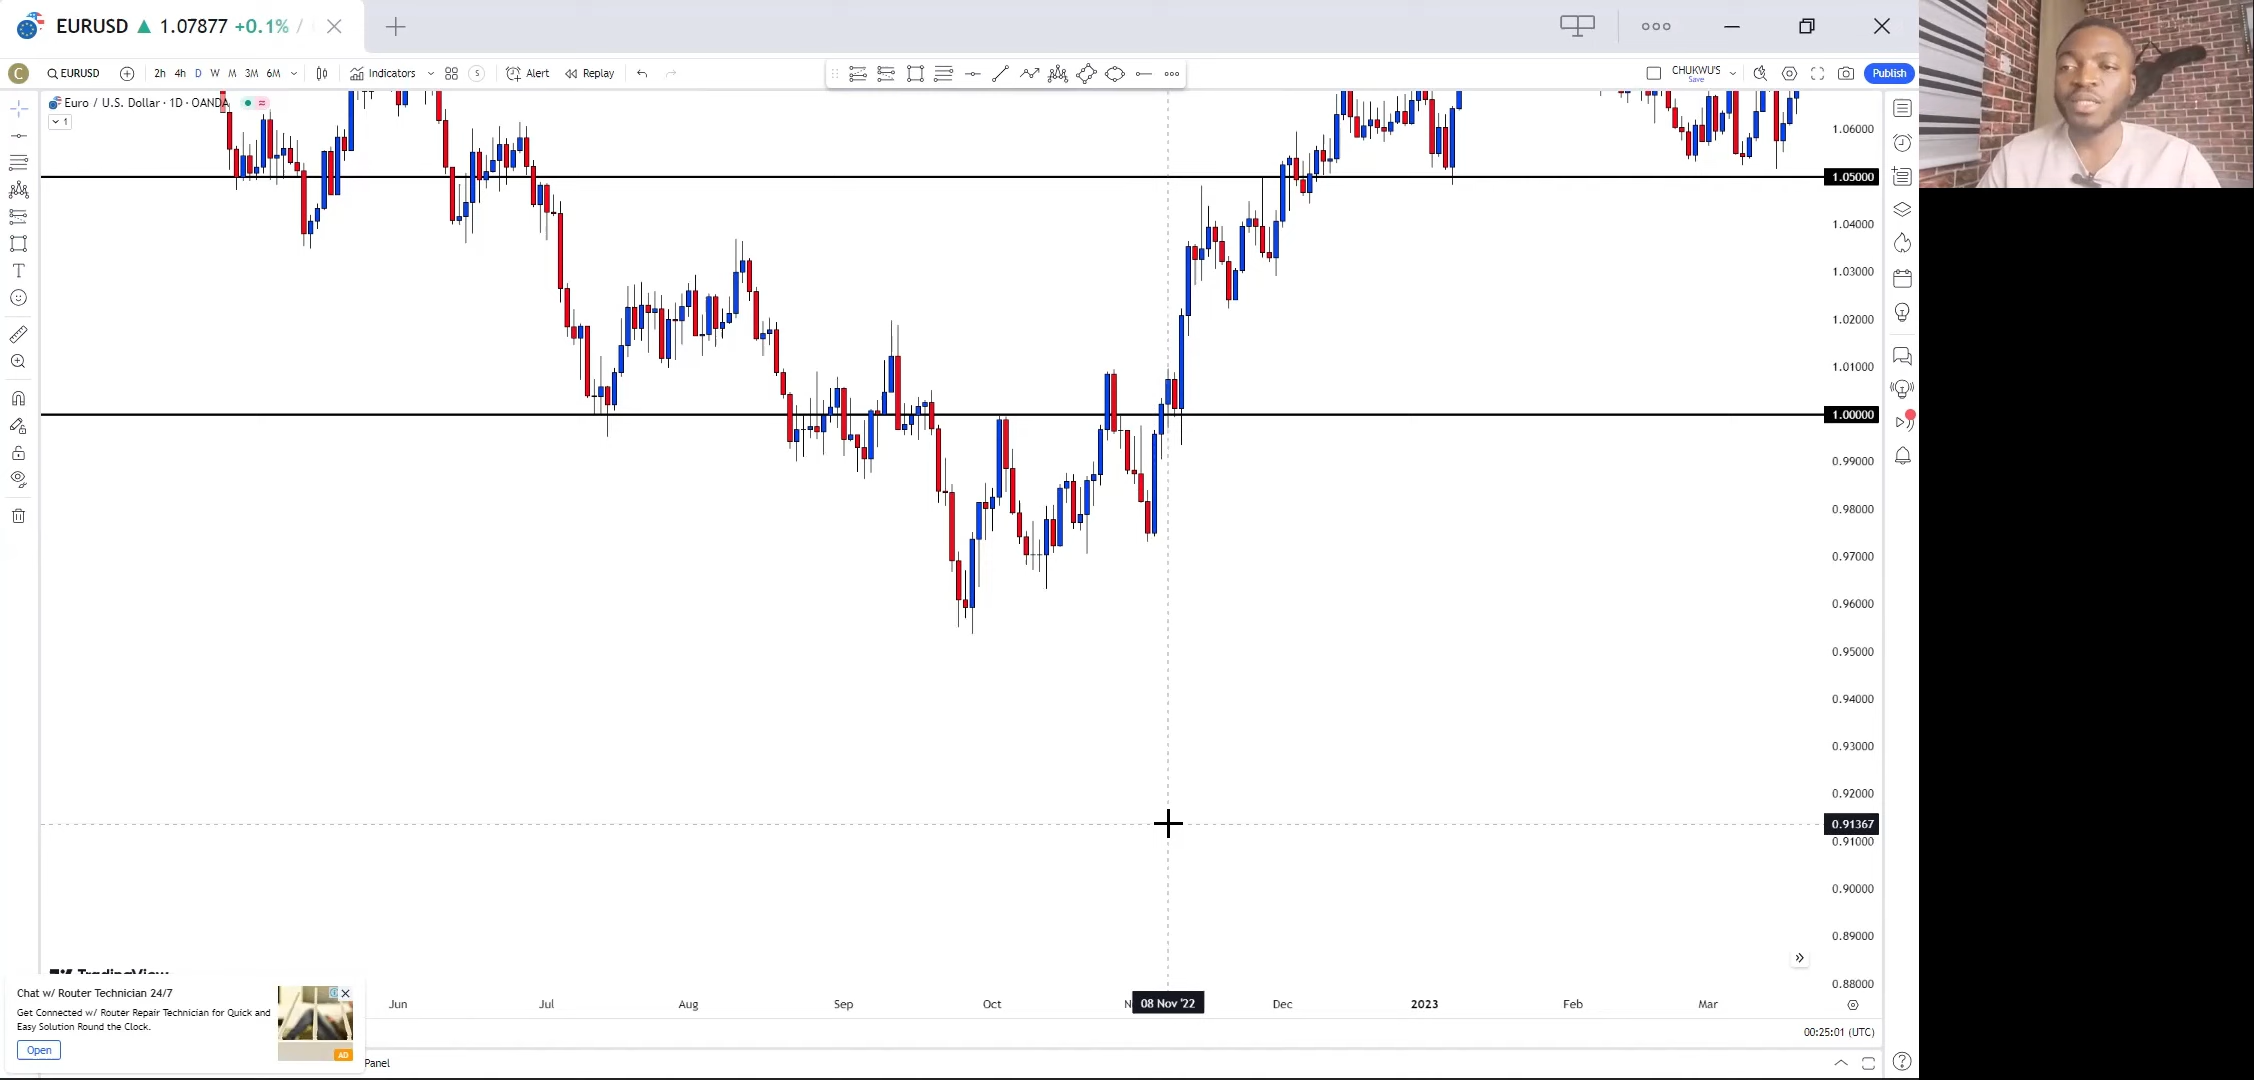 EURUSD ▲ 1.07877 +0.1% /
C EURUSD 2h 4h D W M 3M 6M Indicators S Alert Replay CHUKWU'S Save Publish
Euro / U.S. Dollar · 1D · OANDA
1
1.06000
1.05000
1.04000
1.03000
1.02000
1.01000
1.00000
0.99000
0.98000
0.97000
0.96000
0.95000
0.94000
0.93000
0.92000
0.91367
0.91000
0.90000
0.89000
0.88000
TradingView
Jun Jul Aug Sep Oct N 08 Nov '22 Dec 2023 Feb Mar
00:25:01 (UTC)
Chat w/ Router Technician 24/7
Get Connected w/ Router Repair Technician for Quick and
Easy Solution Round the Clock.
Open
AD
Panel